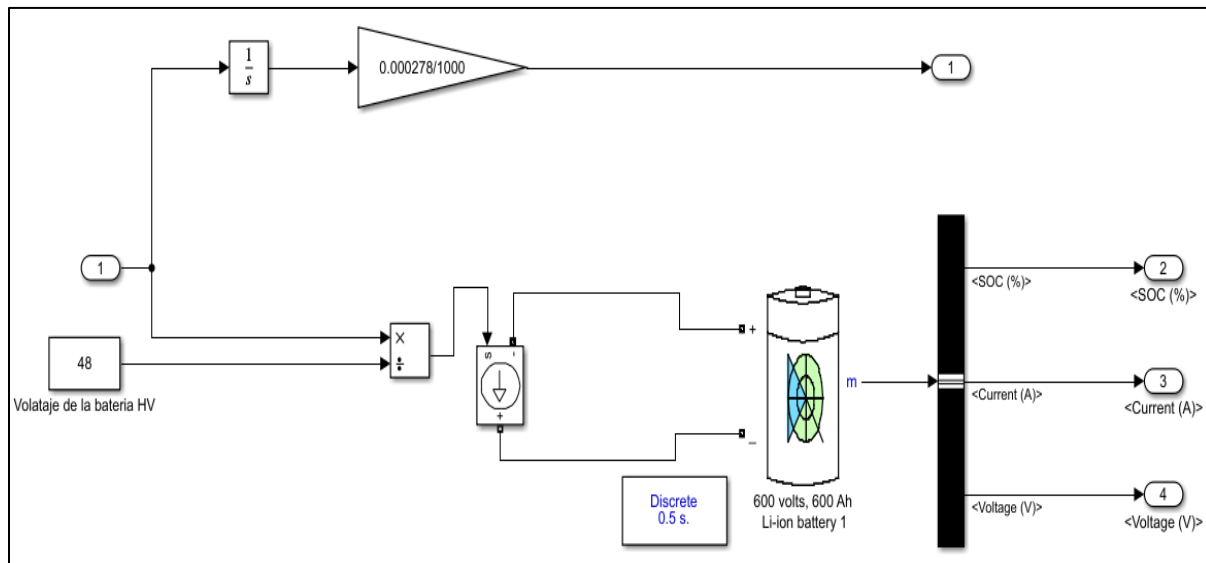 1
s
0.000278/1000
1
1
48
Volataje de la bateria HV
×
÷
s
-
+
+
–
m
Discrete
0.5 s.
600 volts, 600 Ah
Li-ion battery 1
<SOC (%)>
2
<SOC (%)>
<Current (A)>
3
<Current (A)>
<Voltage (V)>
4
<Voltage (V)>